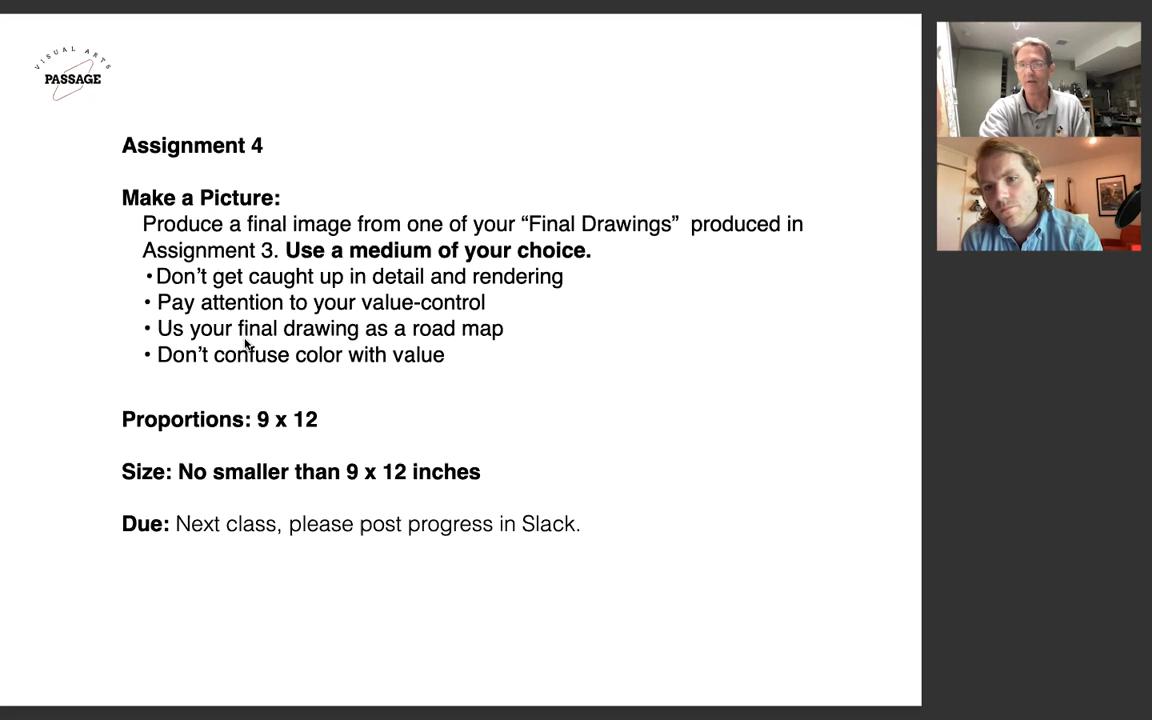 VISUAL ARTS
PASSAGE
Assignment 4
Make a Picture:
Produce a final image from one of your “Final Drawings”  produced in
Assignment 3. Use a medium of your choice.
• Don’t get caught up in detail and rendering
• Pay attention to your value-control
• Us your final drawing as a road map
• Don’t confuse color with value
Proportions: 9 x 12
Size: No smaller than 9 x 12 inches
Due: Next class, please post progress in Slack.